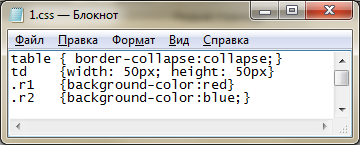 1.css — Блокнот
Файл Правка Формат Вид Справка
table { border-collapse:collapse;}
td    {width: 50px; height: 50px}
.r1   {background-color:red}
.r2   {background-color:blue;}